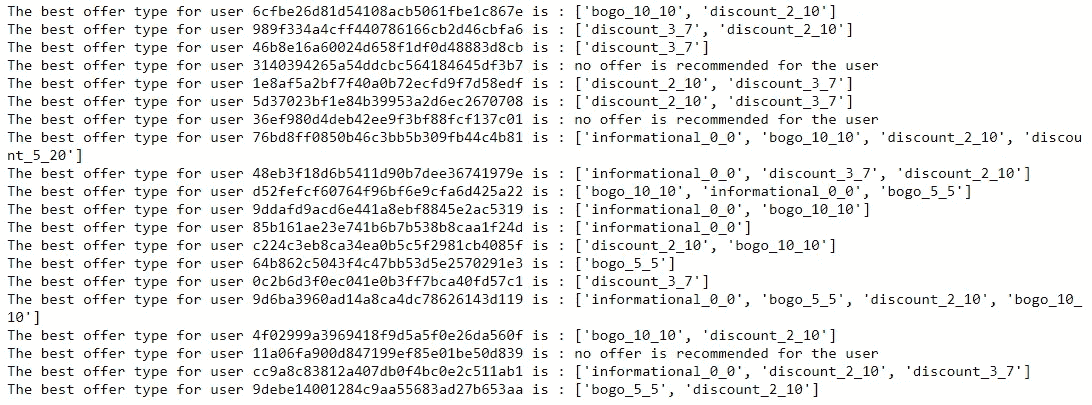 The best offer type for user 6cfbe26d81d54108acb5061fbe1c867e is : ['bogo_10_10', 'discount_2_10']
The best offer type for user 989f334a4cff440786166cb2d46cbfa6 is : ['discount_3_7', 'discount_2_10']
The best offer type for user 46b8e16a60024d658f1df0d48883d8cb is : ['discount_3_7']
The best offer type for user 3140394265a54ddcbc564184645df3b7 is : no offer is recommended for the user
The best offer type for user 1e8af5a2bf7f40a0b72ecfd9f7d58edf is : ['discount_2_10', 'discount_3_7']
The best offer type for user 5d37023bf1e84b39953a2d6ec2670708 is : ['discount_2_10', 'discount_3_7']
The best offer type for user 36ef980d4deb42ee9f3bf88fcf137c01 is : no offer is recommended for the user
The best offer type for user 76bd8ff0850b46c3bb5b309fb44c4b81 is : ['informational_0_0', 'bogo_10_10', 'discount_2_10', 'discou
nt_5_20']
The best offer type for user 48eb3f18d6b5411d90b7dee36741979e is : ['informational_0_0', 'discount_3_7', 'discount_2_10']
The best offer type for user d52fefcf60764f96bf6e9cfa6d425a22 is : ['bogo_10_10', 'informational_0_0', 'bogo_5_5']
The best offer type for user 9ddafd9acd6e441a8ebf8845e2ac5319 is : ['informational_0_0', 'bogo_10_10']
The best offer type for user 85b161ae23e741b6b7b538b8caa1f24d is : ['informational_0_0']
The best offer type for user c224c3eb8ca34ea0b5c5f2981cb4085f is : ['discount_2_10', 'bogo_10_10']
The best offer type for user 64b862c5043f4c47bb53d5e2570291e3 is : ['bogo_5_5']
The best offer type for user 0c2b6d3f0ec041e0b3ff7bca40fd57c1 is : ['discount_3_7']
The best offer type for user 9d6ba3960ad14a8ca4dc78626143d119 is : ['informational_0_0', 'bogo_5_5', 'discount_2_10', 'bogo_10_
10']
The best offer type for user 4f02999a3969418f9d5a5f0e26da560f is : ['bogo_10_10', 'discount_2_10']
The best offer type for user 11a06fa900d847199ef85e01be50d839 is : no offer is recommended for the user
The best offer type for user cc9a8c83812a407db0f4bc0e2c511ab1 is : ['informational_0_0', 'discount_2_10', 'discount_3_7']
The best offer type for user 9debe14001284c9aa55683ad27b653aa is : ['bogo_5_5', 'discount_2_10']